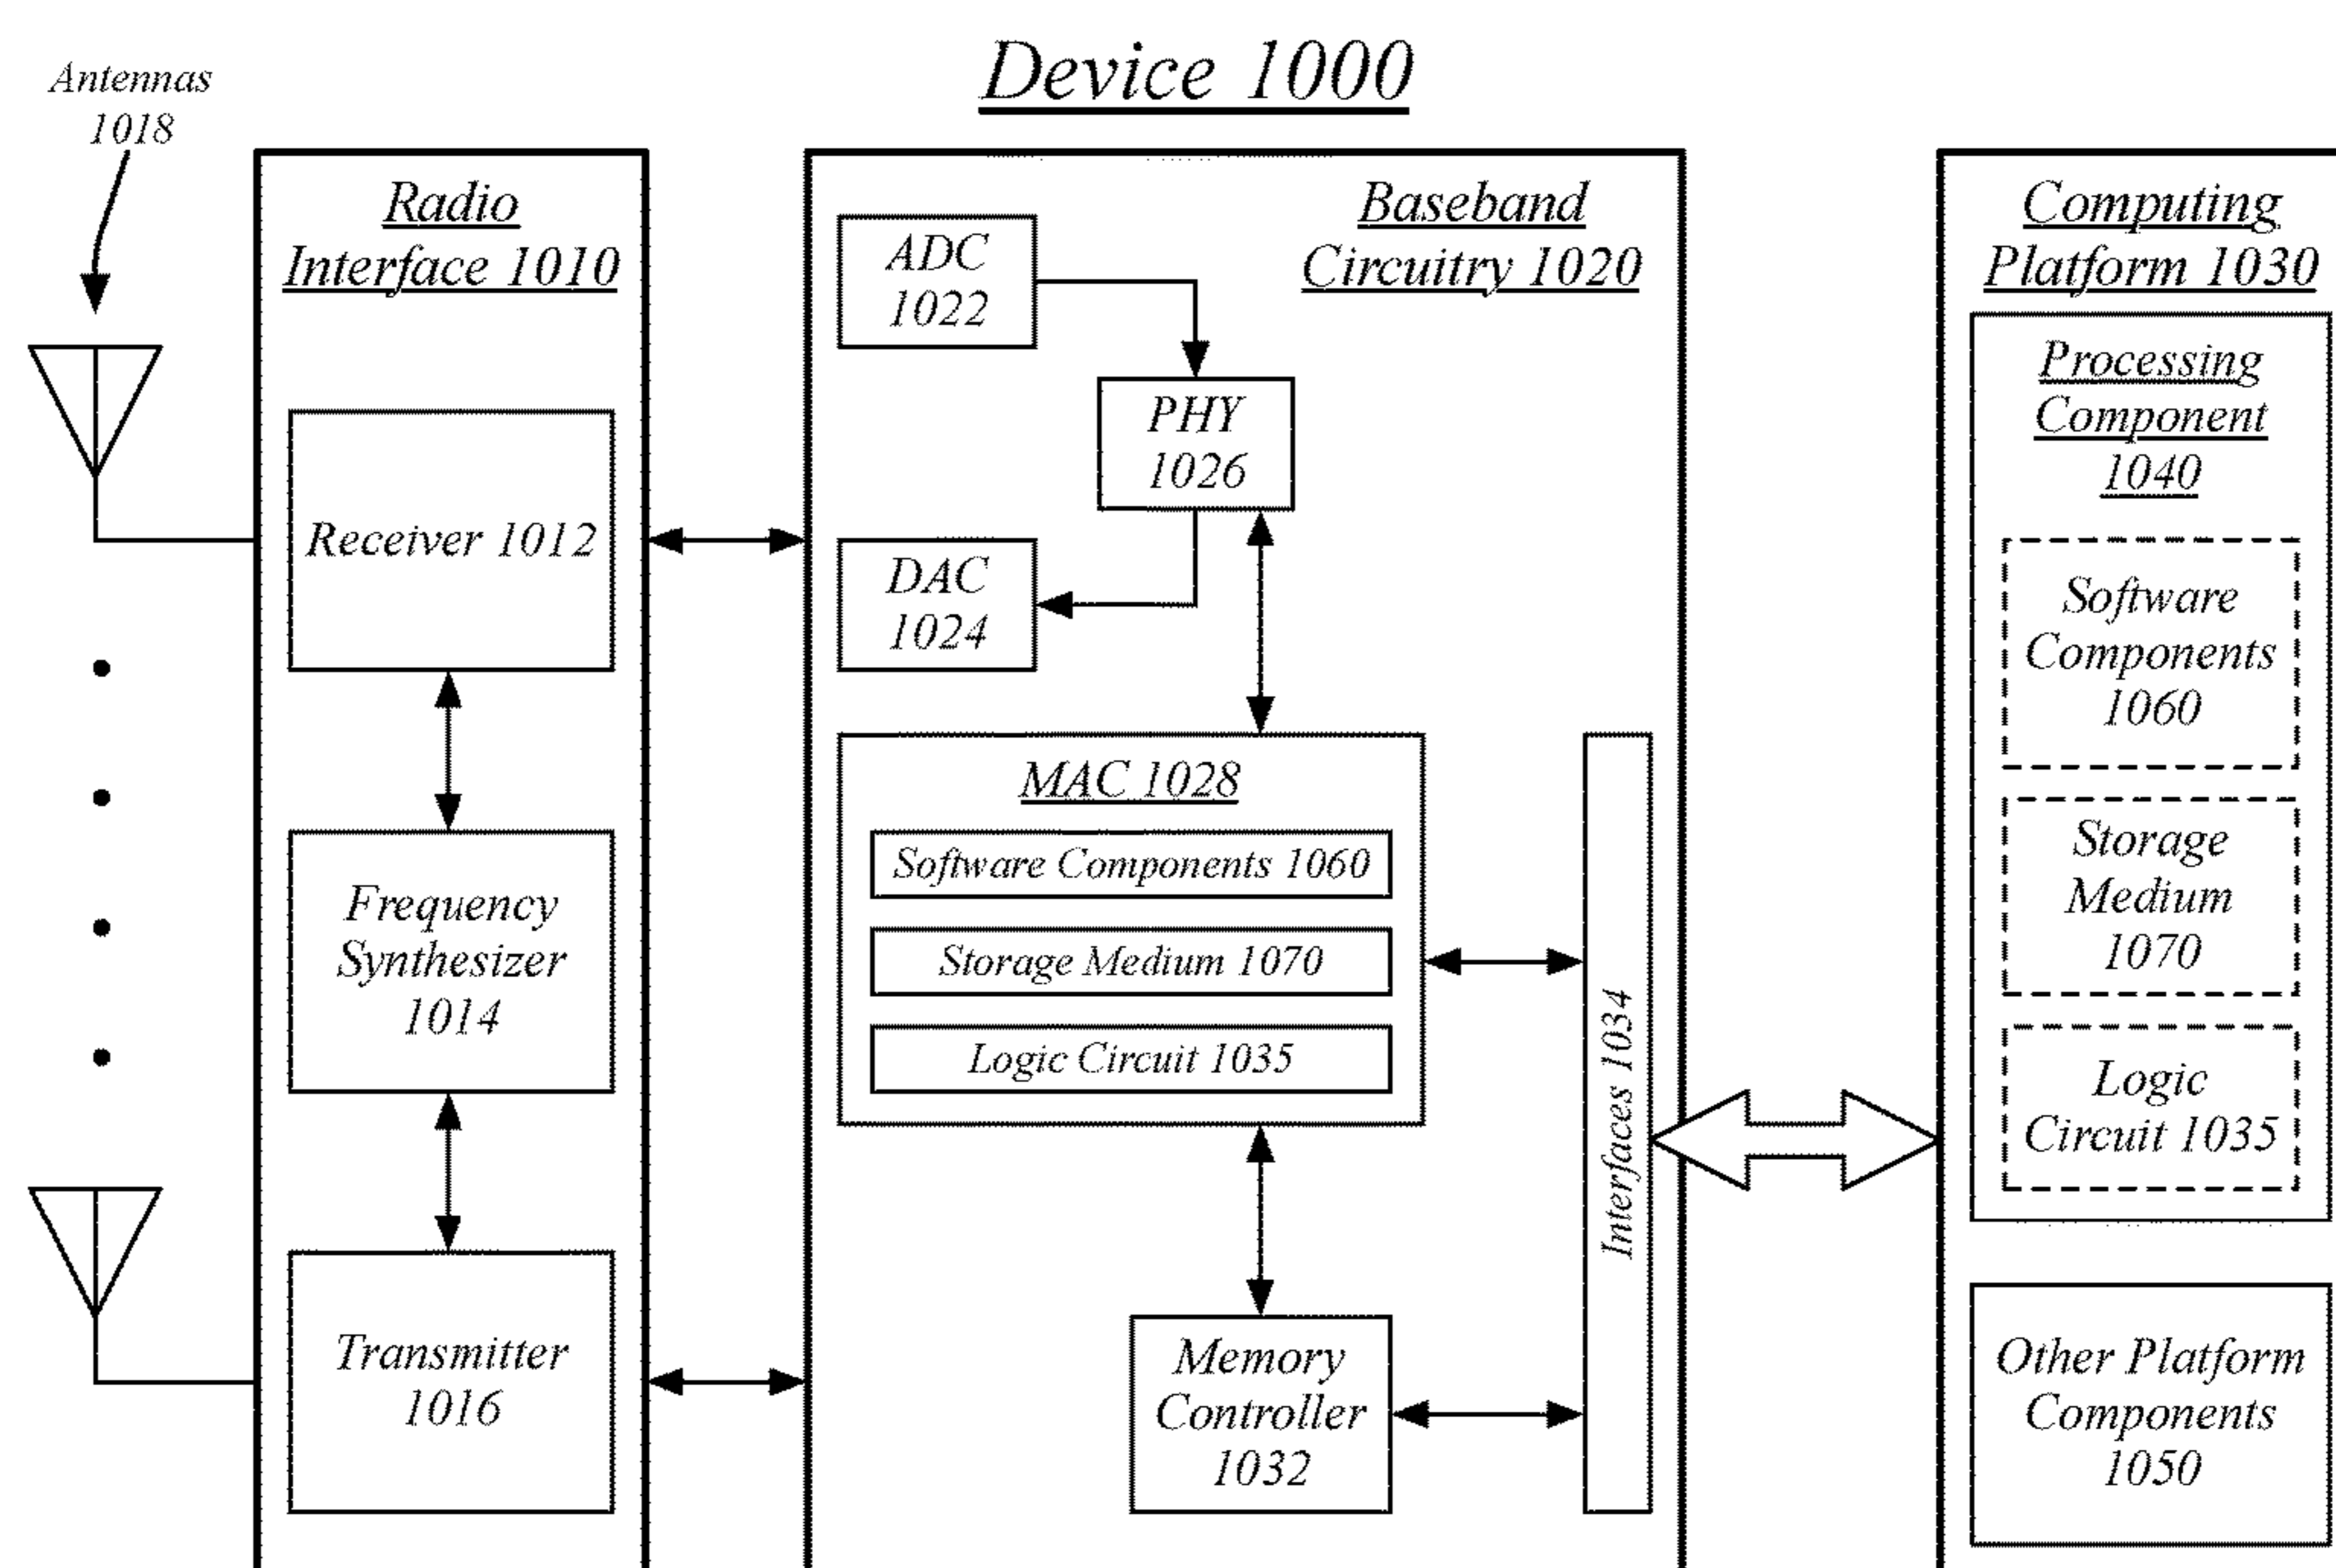 Device 1000
Antennas
1018
Radio
Interface 1010
Receiver 1012
Frequency
Synthesizer
1014
Transmitter
1016
Baseband
Circuitry 1020
ADC
1022
PHY
1026
DAC
1024
MAC 1028
Software Components 1060
Storage Medium 1070
Logic Circuit 1035
Interfaces 1034
Memory
Controller
1032
Computing
Platform 1030
Processing
Component
1040
Software
Components
1060
Storage
Medium
1070
Logic
Circuit 1035
Other Platform
Components
1050